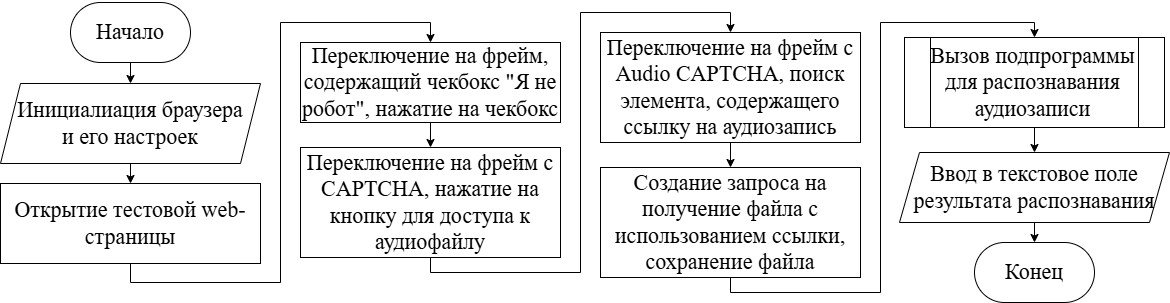 Начало
Инициалиация браузера
и его настроек
Открытие тестовой web-
страницы
Переключение на фрейм,
содержащий чекбокс "Я не
робот", нажатие на чекбокс
Переключение на фрейм с
CAPTCHA, нажатие на
кнопку для доступа к
аудиофайлу
Переключение на фрейм с
Audio CAPTCHA, поиск
элемента, содержащего
ссылку на аудиозапись
Создание запроса на
получение файла с
использованием ссылки,
сохранение файла
Вызов подпрограммы
для распознавания
аудиозаписи
Ввод в текстовое поле
результата распознавания
Конец